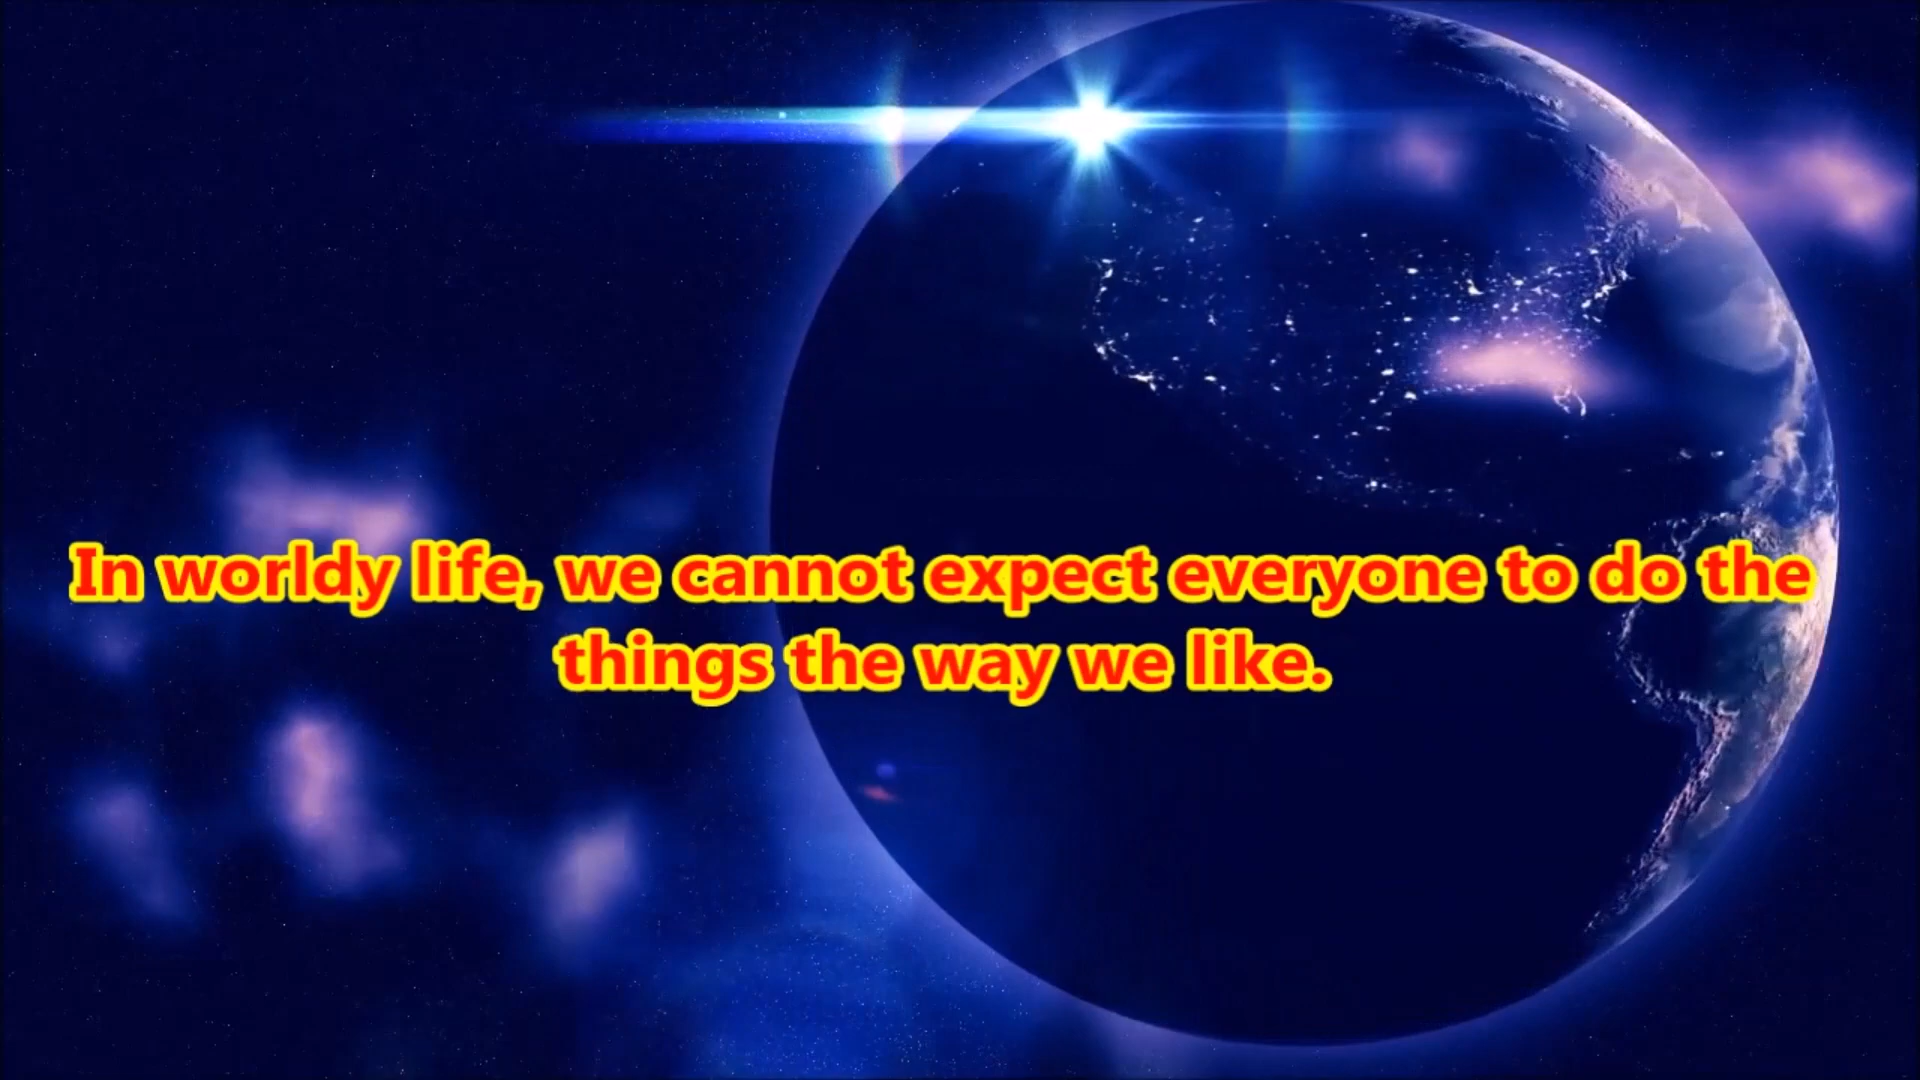 In worldy life, we cannot expect everyone to do the
things the way we like.